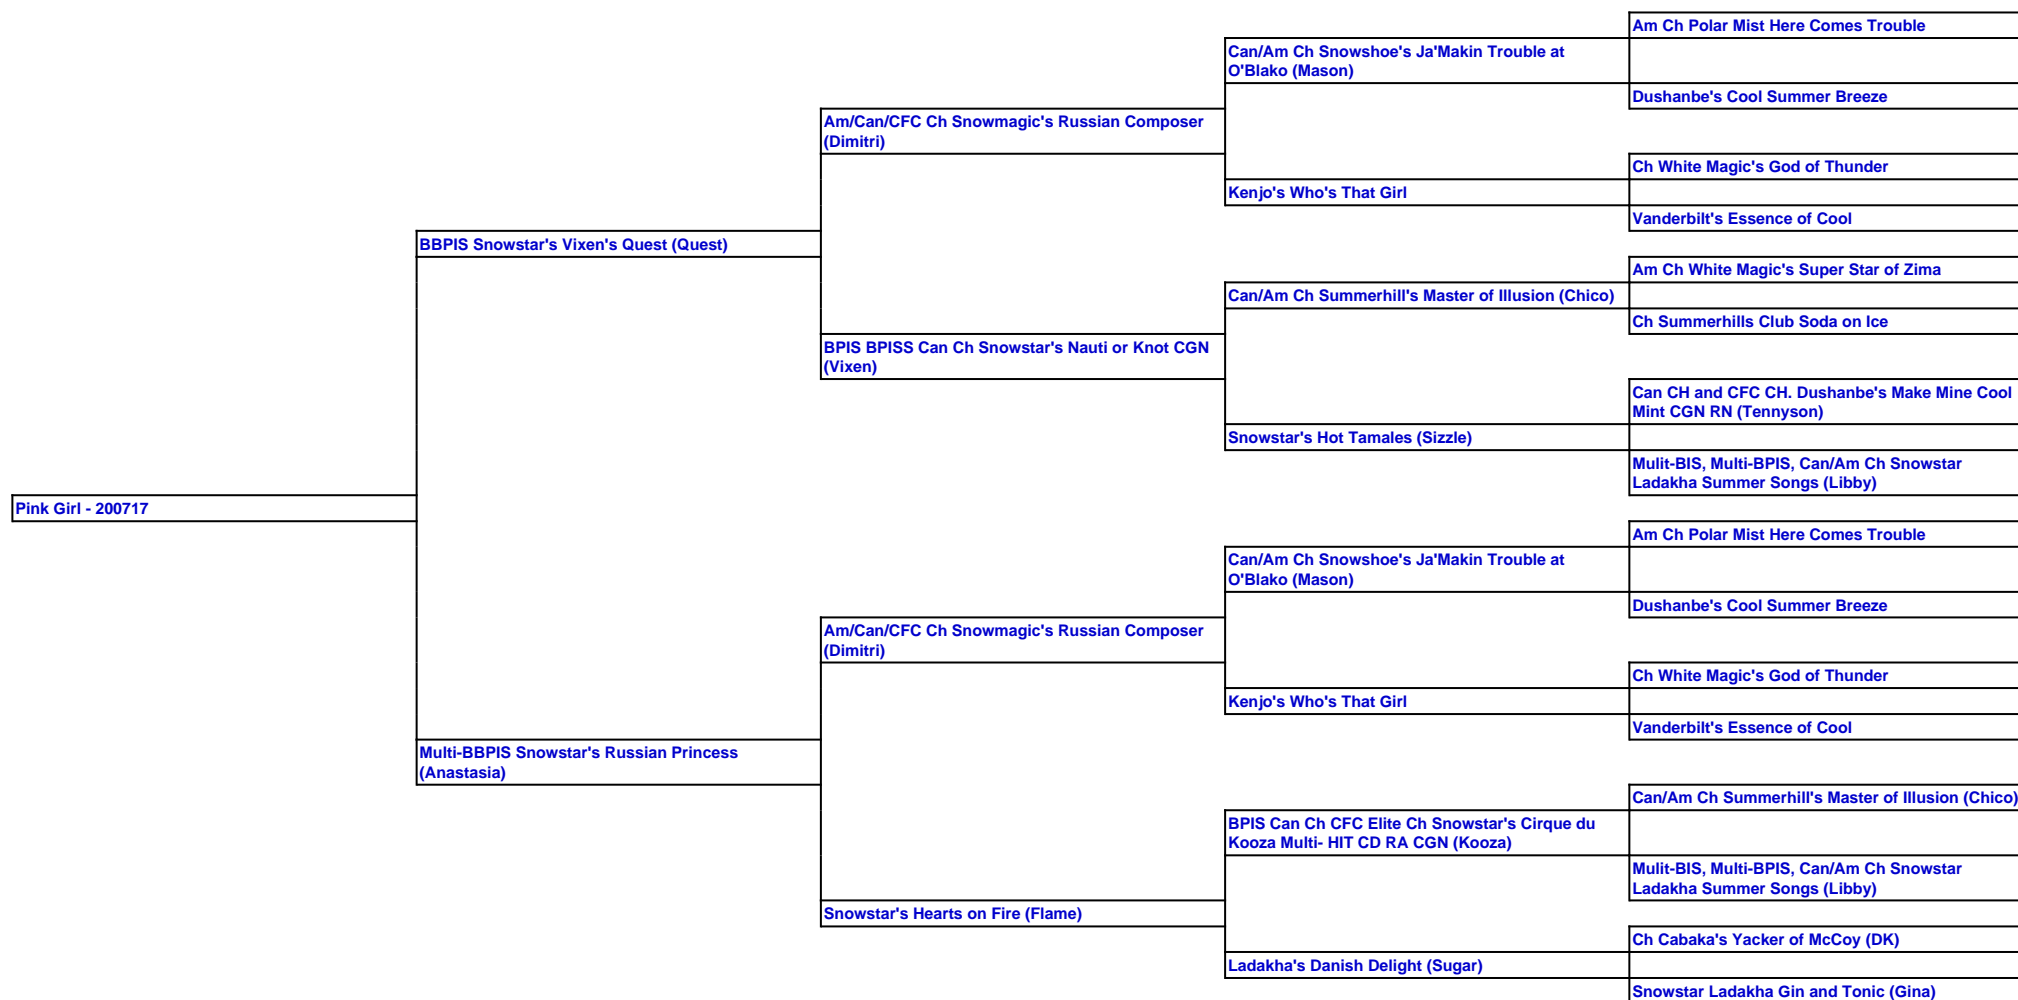 Am Ch Polar Mist Here Comes Trouble
Can/Am Ch Snowshoe's Ja'Makin Trouble at
O'Blako (Mason)
Dushanbe's Cool Summer Breeze
Am/Can/CFC Ch Snowmagic's Russian Composer
(Dimitri)
Ch White Magic's God of Thunder
Kenjo's Who's That Girl
Vanderbilt's Essence of Cool
BBPIS Snowstar's Vixen's Quest (Quest)
Am Ch White Magic's Super Star of Zima
Can/Am Ch Summerhill's Master of Illusion (Chico)
Ch Summerhills Club Soda on Ice
BPIS BPISS Can Ch Snowstar's Nauti or Knot CGN
(Vixen)
Can CH and CFC CH. Dushanbe's Make Mine Cool
Mint CGN RN (Tennyson)
Snowstar's Hot Tamales (Sizzle)
Mulit-BIS, Multi-BPIS, Can/Am Ch Snowstar
Ladakha Summer Songs (Libby)
Pink Girl - 200717
Am Ch Polar Mist Here Comes Trouble
Can/Am Ch Snowshoe's Ja'Makin Trouble at
O'Blako (Mason)
Dushanbe's Cool Summer Breeze
Am/Can/CFC Ch Snowmagic's Russian Composer
(Dimitri)
Ch White Magic's God of Thunder
Kenjo's Who's That Girl
Vanderbilt's Essence of Cool
Multi-BBPIS Snowstar's Russian Princess
(Anastasia)
Can/Am Ch Summerhill's Master of Illusion (Chico)
BPIS Can Ch CFC Elite Ch Snowstar's Cirque du
Kooza Multi- HIT CD RA CGN (Kooza)
Mulit-BIS, Multi-BPIS, Can/Am Ch Snowstar
Ladakha Summer Songs (Libby)
Snowstar's Hearts on Fire (Flame)
Ch Cabaka's Yacker of McCoy (DK)
Ladakha's Danish Delight (Sugar)
Snowstar Ladakha Gin and Tonic (Gina)